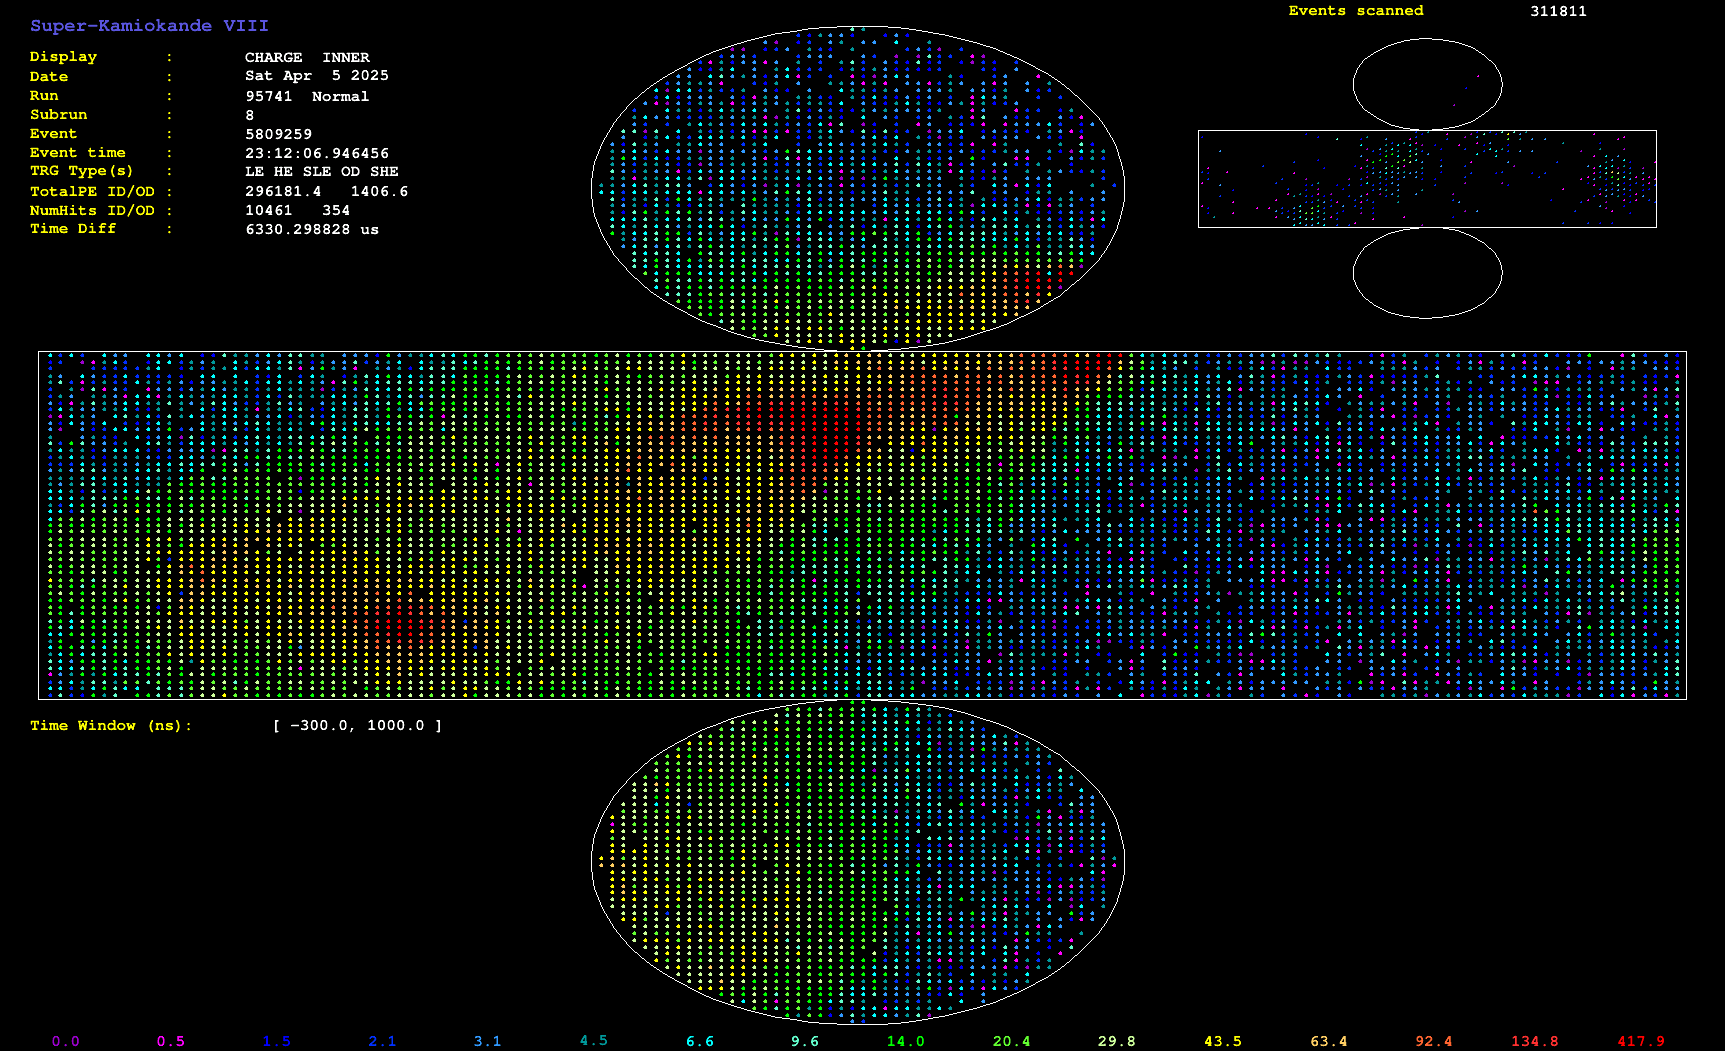 Super-Kamiokande VIII
Events scanned 311811
Display : CHARGE INNER
Date : Sat Apr 5 2025
Run : 95741 Normal
Subrun : 8
Event : 5809259
Event time : 23:12:06.946456
TRG Type(s) : LE HE SLE OD SHE
TotalPE ID/OD : 296181.4 1406.6
NumHits ID/OD : 10461 354
Time Diff : 6330.298828 us
Time Window (ns): [ -300.0, 1000.0 ]
0.0 0.5 1.5 2.1 3.1 4.5 6.6 9.6 14.0 20.4 29.8 43.5 63.4 92.4 134.8 417.9